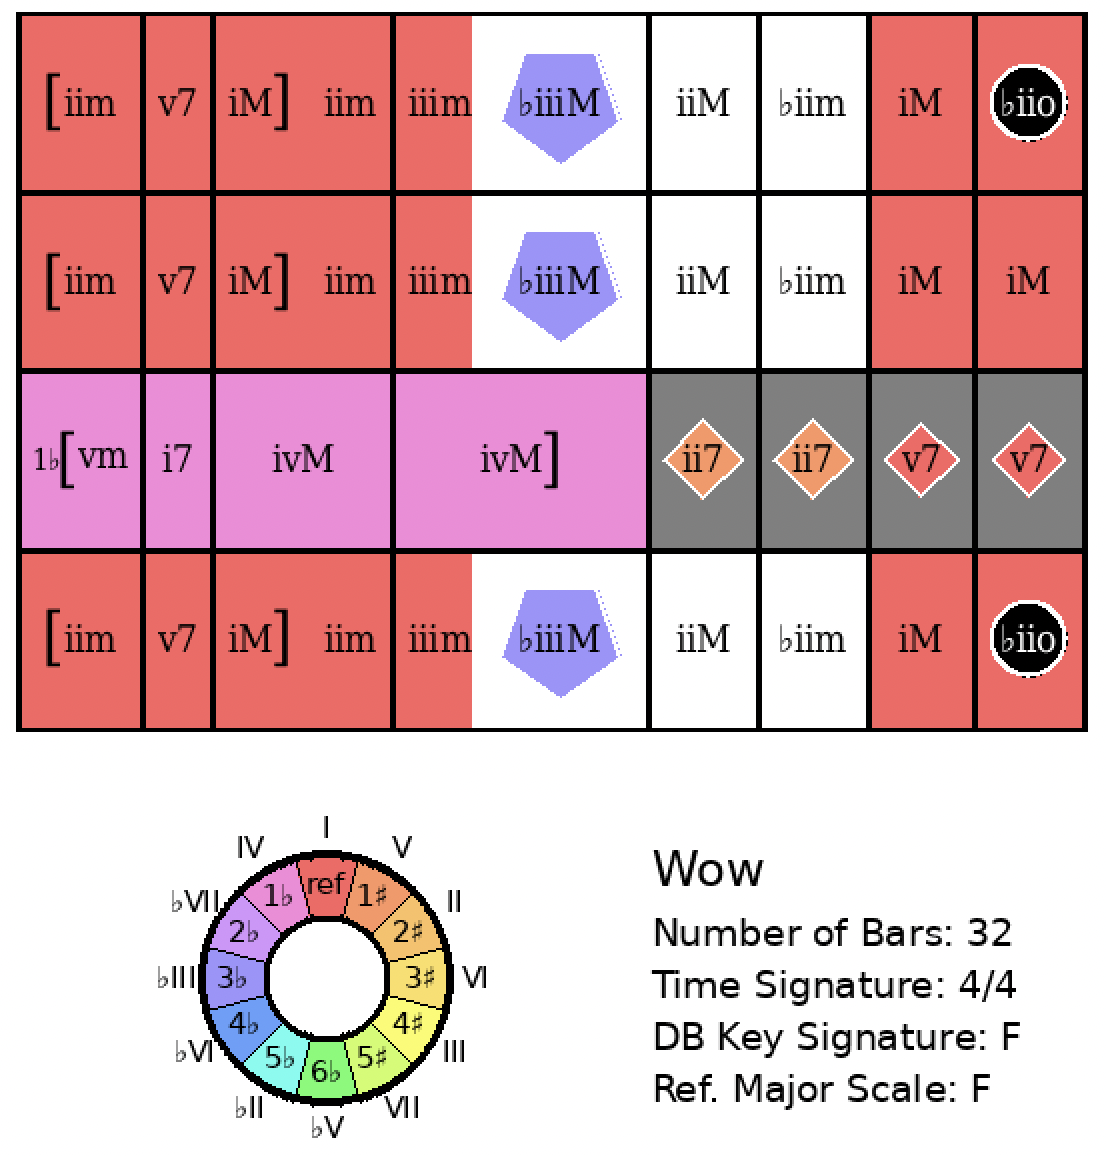 [iim v7 iM] iim iiim ♭iiiM iiM ♭iim iM ♭iio
[iim v7 iM] iim iiim ♭iiiM iiM ♭iim iM iM
1♭[vm i7 ivM ivM] ii7 ii7 v7 v7
[iim v7 iM] iim iiim ♭iiiM iiM ♭iim iM ♭iio
I
IV V
1♭ ref 1♯
♭VII II
2♭ 2♯
♭III 3♭ 3♯ VI
4♭ 4♯
♭VI III
5♭ 6♭ 5♯
♭II VII
♭V
Wow
Number of Bars: 32
Time Signature: 4/4
DB Key Signature: F
Ref. Major Scale: F